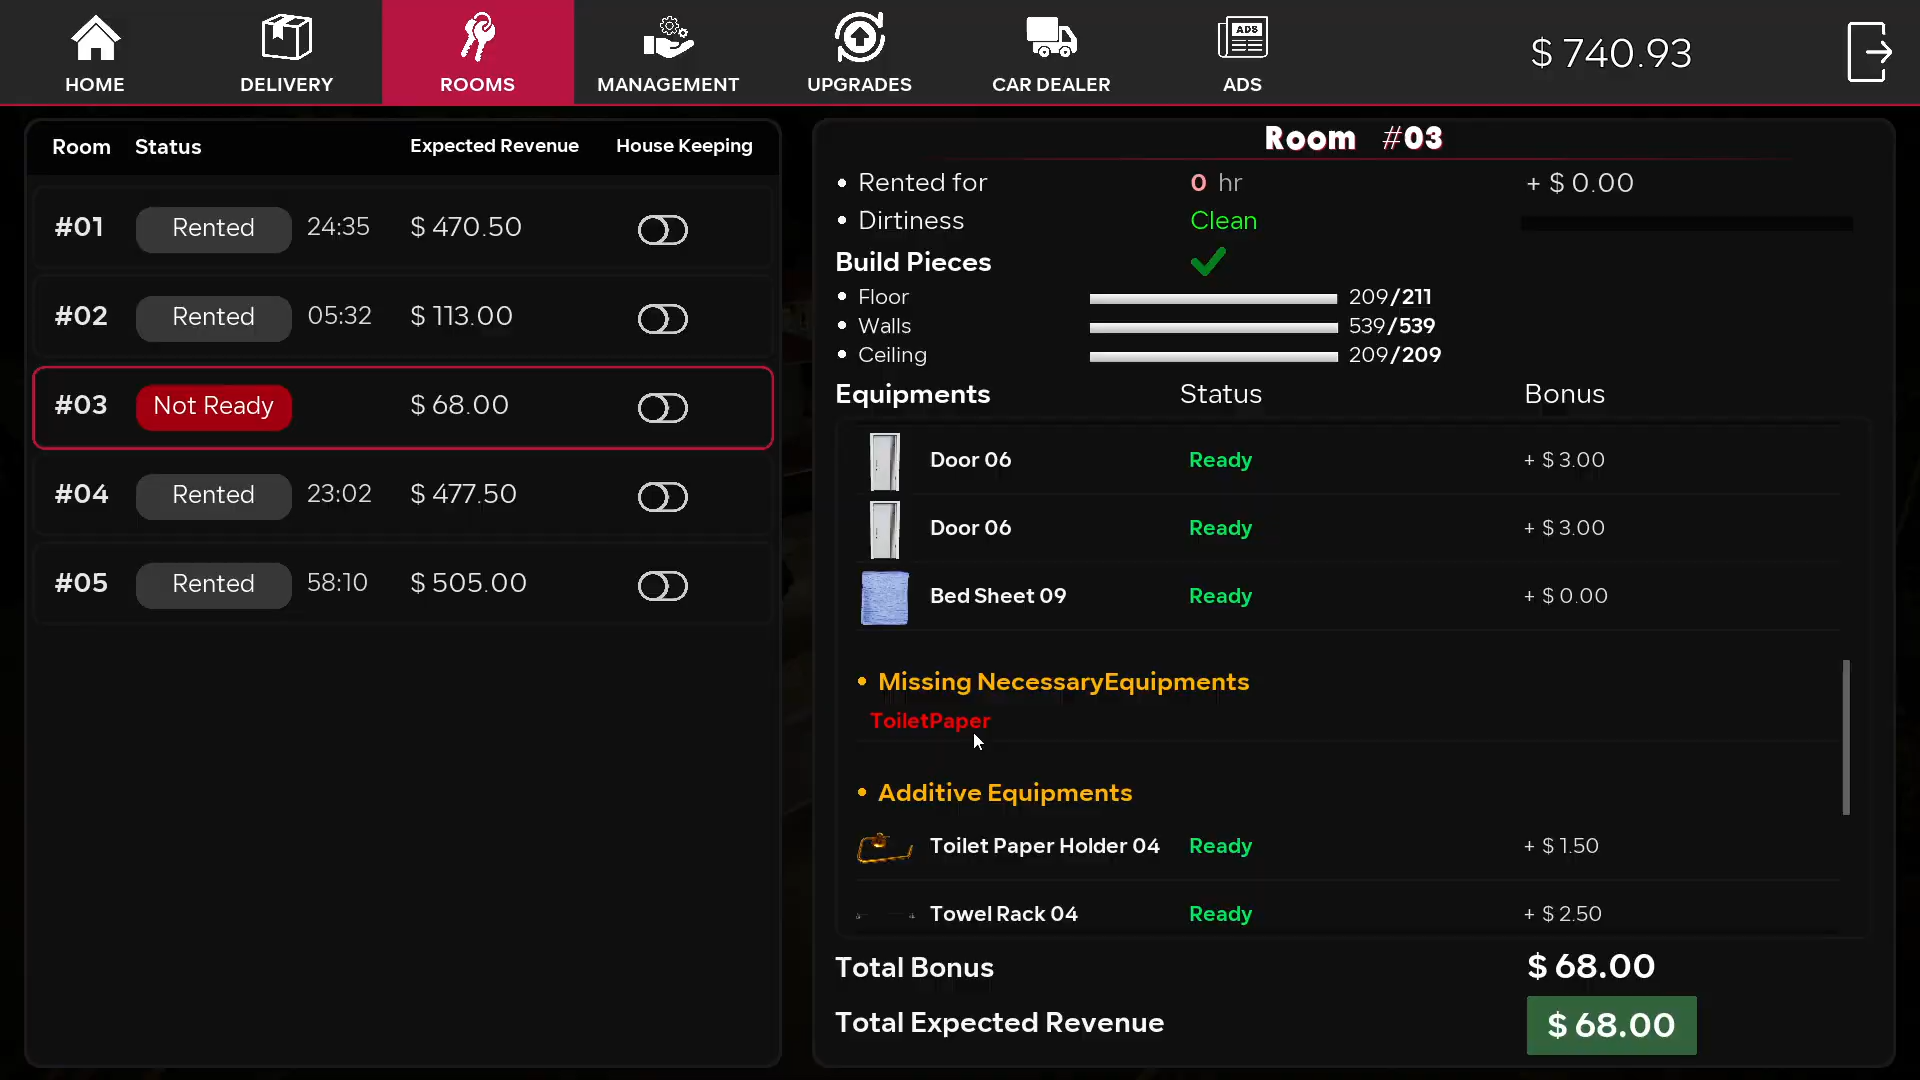 HOME
DELIVERY
ROOMS
MANAGEMENT
UPGRADES
CAR DEALER
ADS
ADS
$ 740.93
Room Status Expected Revenue House Keeping
#01 Rented 24:35 $ 470.50
#02 Rented 05:32 $ 113.00
#03 Not Ready $ 68.00
#04 Rented 23:02 $ 477.50
#05 Rented 58:10 $ 505.00
Room #03
• Rented for 0 hr + $ 0.00
• Dirtiness Clean
Build Pieces
• Floor 209/211
• Walls 539/539
• Ceiling 209/209
Equipments Status Bonus
Door 06 Ready + $ 3.00
Door 06 Ready + $ 3.00
Bed Sheet 09 Ready + $ 0.00
• Missing NecessaryEquipments
ToiletPaper
• Additive Equipments
Toilet Paper Holder 04 Ready + $ 1.50
Towel Rack 04 Ready + $ 2.50
Total Bonus $ 68.00
Total Expected Revenue $ 68.00